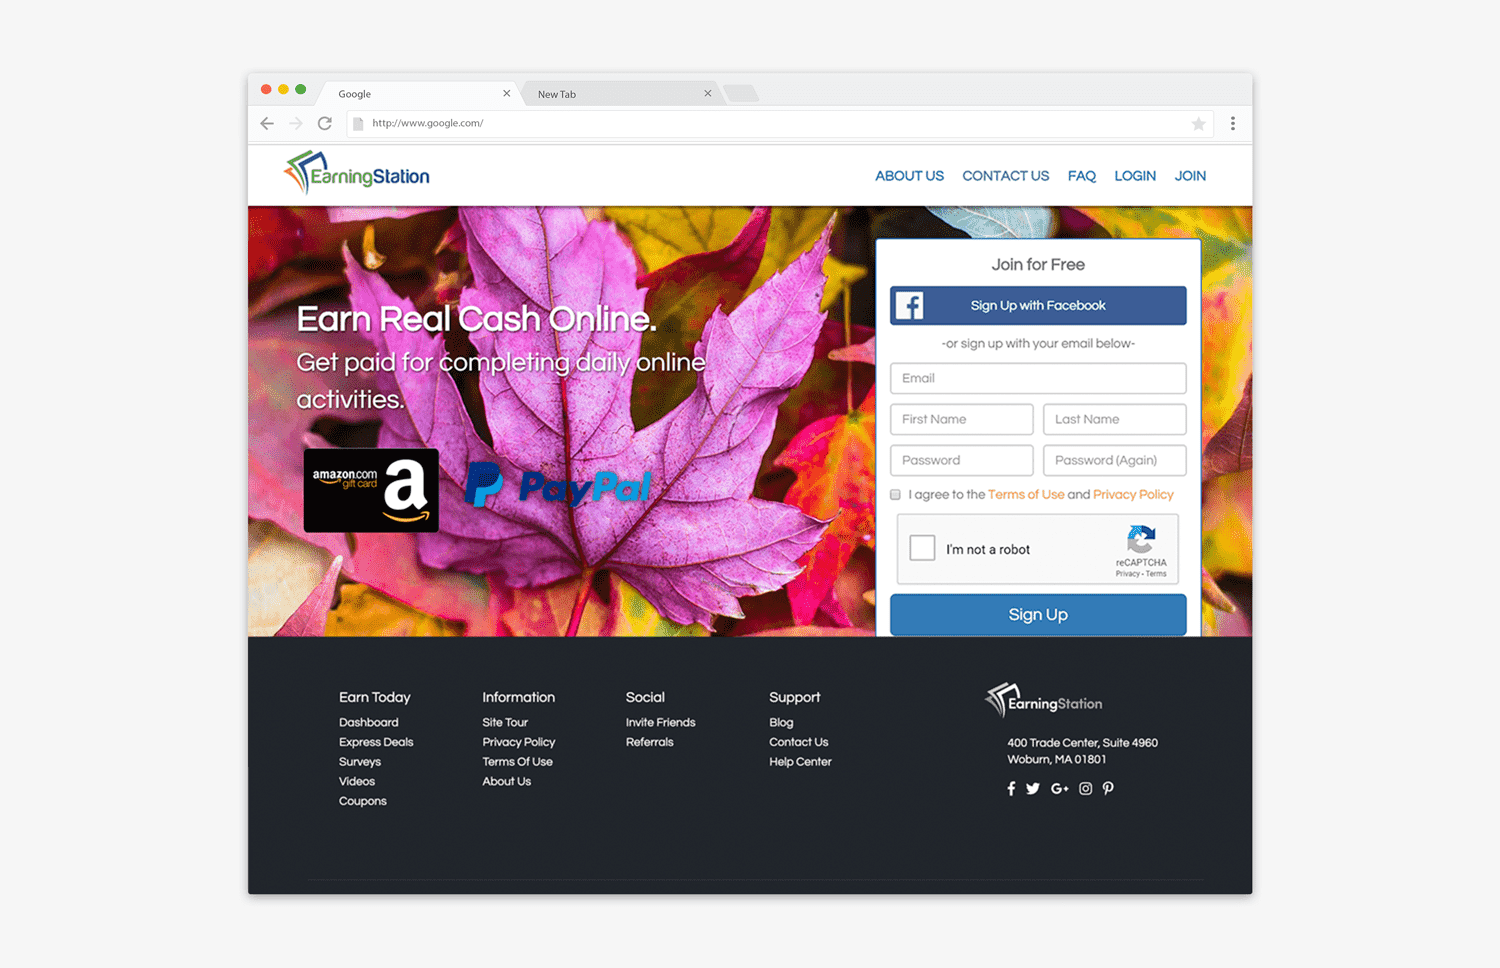 Google
New Tab
http://www.google.com/
EarningStation
ABOUT US CONTACT US FAQ LOGIN JOIN
Earn Real Cash Online.
Get paid for completing daily online
activities.
amazon.com
gift card
a
PayPal
Join for Free
Sign Up with Facebook
-or sign up with your email below-
Email
First Name Last Name
Password Password (Again)
I agree to the Terms of Use and Privacy Policy
I'm not a robot
reCAPTCHA
Privacy - Terms
Sign Up
Earn Today
Dashboard
Express Deals
Surveys
Videos
Coupons
Information
Site Tour
Privacy Policy
Terms Of Use
About Us
Social
Invite Friends
Referrals
Support
Blog
Contact Us
Help Center
EarningStation
400 Trade Center, Suite 4960
Woburn, MA 01801